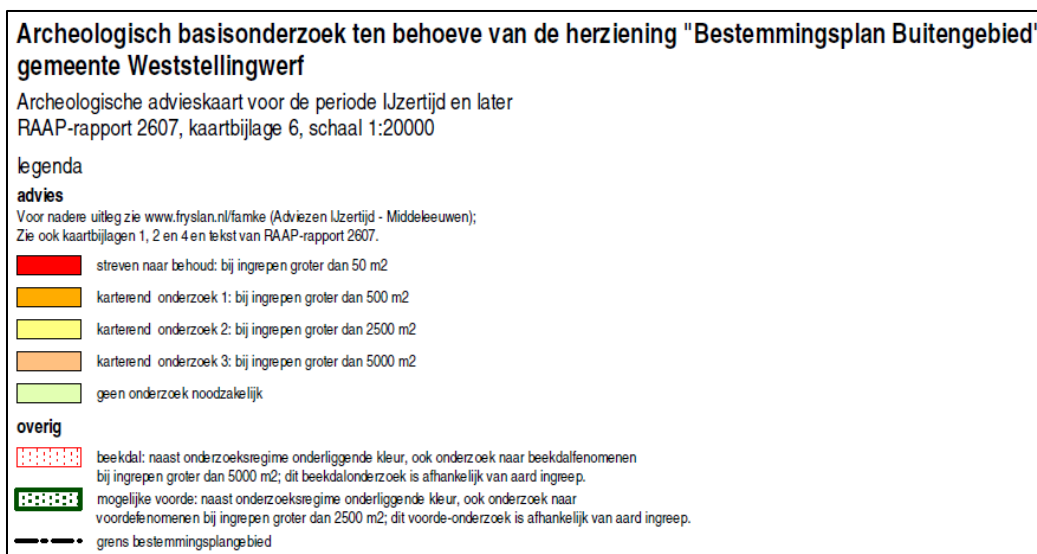 Archeologisch basisonderzoek ten behoeve van de herziening "Bestemmingsplan Buitengebied"
gemeente Weststellingwerf
Archeologische advieskaart voor de periode IJzertijd en later
RAAP-rapport 2607, kaartbijlage 6, schaal 1:20000
legenda
advies
Voor nadere uitleg zie www.fryslan.nl/famke (Adviezen IJzertijd - Middeleeuwen);
Zie ook kaartbijlagen 1, 2 en 4 en tekst van RAAP-rapport 2607.
streven naar behoud: bij ingrepen groter dan 50 m2
karterend onderzoek 1: bij ingrepen groter dan 500 m2
karterend onderzoek 2: bij ingrepen groter dan 2500 m2
karterend onderzoek 3: bij ingrepen groter dan 5000 m2
geen onderzoek noodzakelijk
overig
beekdal: naast onderzoeksregime onderliggende kleur, ook onderzoek naar beekdalfenomenen
bij ingrepen groter dan 5000 m2; dit beekdalonderzoek is afhankelijk van aard ingreep.
mogelijke voorde: naast onderzoeksregime onderliggende kleur, ook onderzoek naar
voordefenomenen bij ingrepen groter dan 2500 m2; dit voorde-onderzoek is afhankelijk van aard ingreep.
grens bestemmingsplangebied